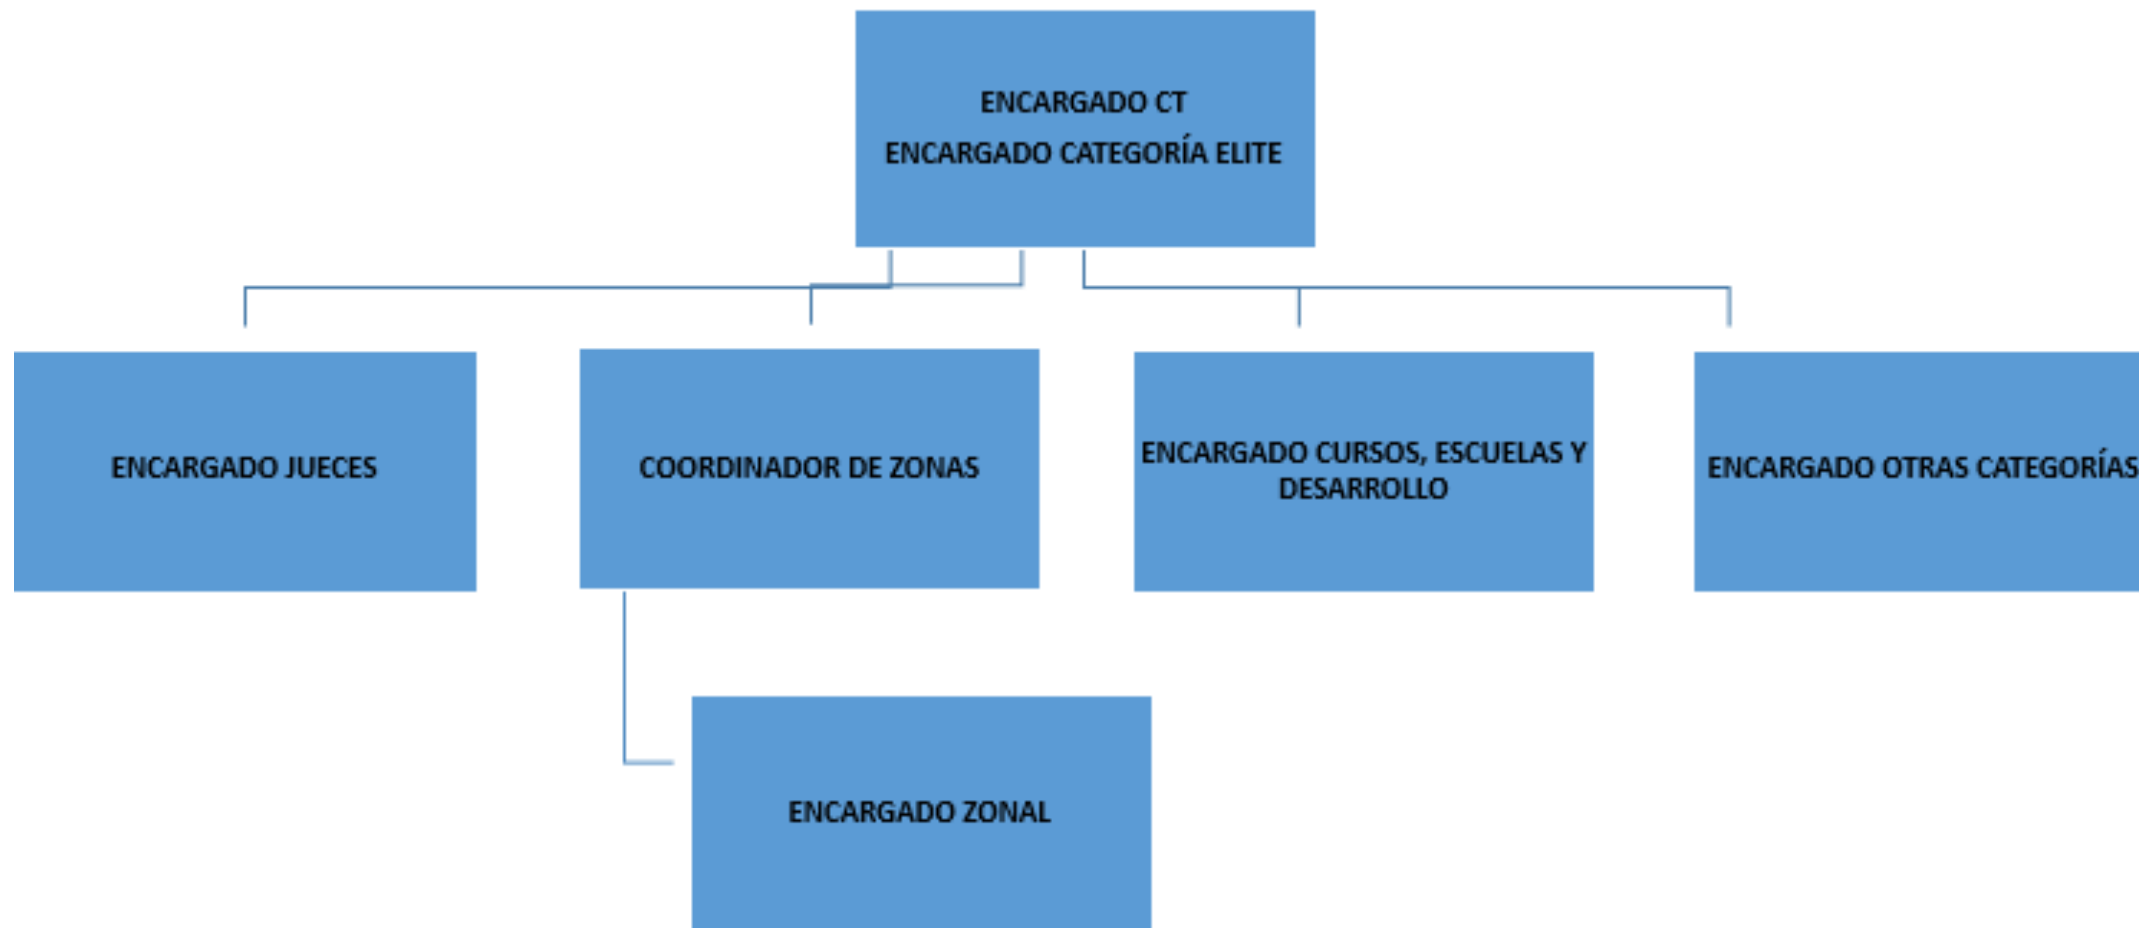 ENCARGADO CT
ENCARGADO CATEGORÍA ELITE
ENCARGADO JUECES
COORDINADOR DE ZONAS
ENCARGADO CURSOS, ESCUELAS Y
DESARROLLO
ENCARGADO OTRAS CATEGORÍAS
ENCARGADO ZONAL